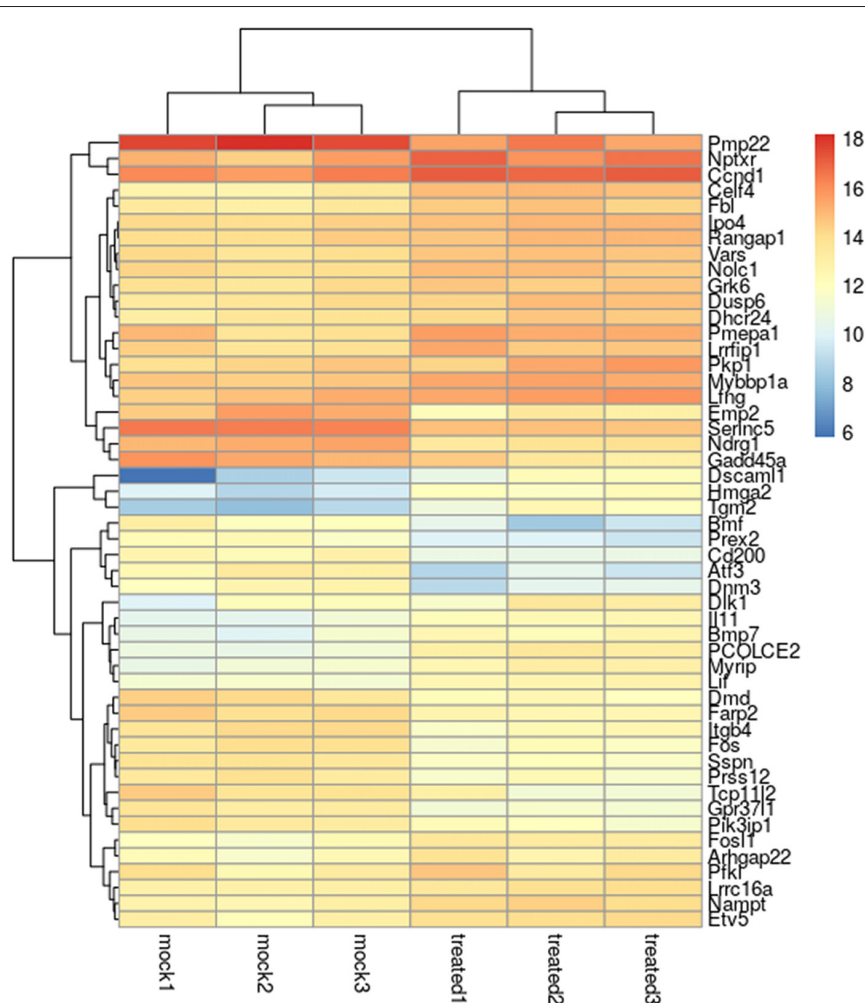 Pmp22
Nptxr
Ccnd1
Celf4
Fbl
Ipo4
Rangap1
Vars
Nolc1
Grk6
Dusp6
Dhcr24
Pmepa1
Lrrfip1
Pkp1
Mybbp1a
Lfng
Emp2
Serinc5
Ndrg1
Gadd45a
Dscaml1
Hmga2
Tgm2
Bmf
Prex2
Cd200
Atf3
Dnm3
Dlk1
Il11
Bmp7
PCOLCE2
Myrip
Lif
Dmd
Farp2
Itgb4
Fos
Sspn
Prss12
Tcp11l2
Gpr37l1
Pik3ip1
Fosl1
Arhgap22
Pfkl
Lrrc16a
Nampt
Etv5
18
16
14
12
10
8
6
mock1
mock2
mock3
treated1
treated2
treated3